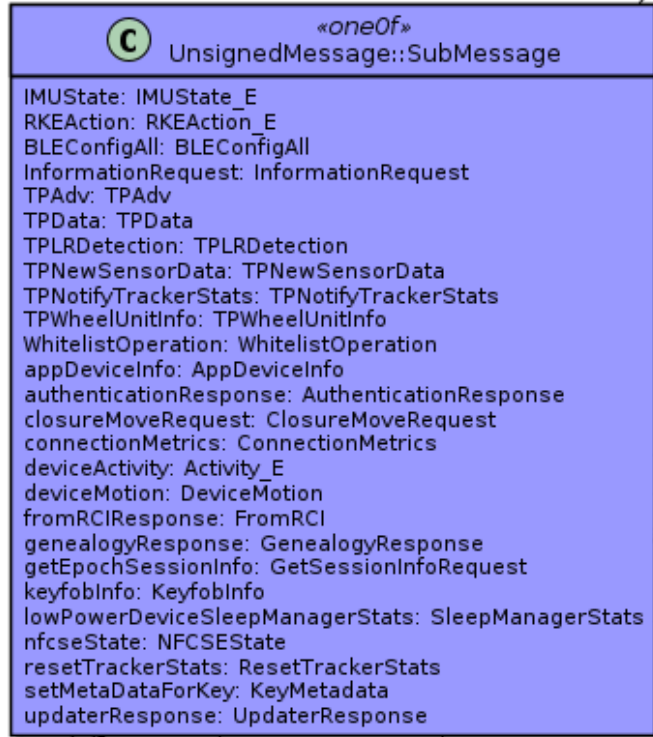 C
«oneOf»
UnsignedMessage::SubMessage
IMUState: IMUState_E
RKEAction: RKEAction_E
BLEConfigAll: BLEConfigAll
InformationRequest: InformationRequest
TPAdv: TPAdv
TPData: TPData
TPLRDetection: TPLRDetection
TPNewSensorData: TPNewSensorData
TPNotifyTrackerStats: TPNotifyTrackerStats
TPWheelUnitInfo: TPWheelUnitInfo
WhitelistOperation: WhitelistOperation
appDeviceInfo: AppDeviceInfo
authenticationResponse: AuthenticationResponse
closureMoveRequest: ClosureMoveRequest
connectionMetrics: ConnectionMetrics
deviceActivity: Activity_E
deviceMotion: DeviceMotion
fromRCIResponse: FromRCI
genealogyResponse: GenealogyResponse
getEpochSessionInfo: GetSessionInfoRequest
keyfobInfo: KeyfobInfo
lowPowerDeviceSleepManagerStats: SleepManagerStats
nfcseState: NFCSEState
resetTrackerStats: ResetTrackerStats
setMetaDataForKey: KeyMetadata
updaterResponse: UpdaterResponse